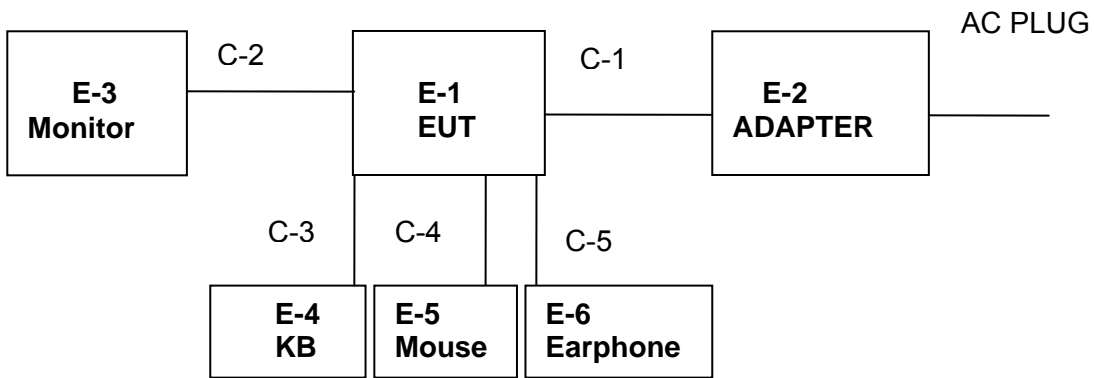 AC PLUG
C-2
C-1
E-3
Monitor
E-1
EUT
E-2
ADAPTER
C-3
C-4
C-5
E-4
KB
E-5
Mouse
E-6
Earphone